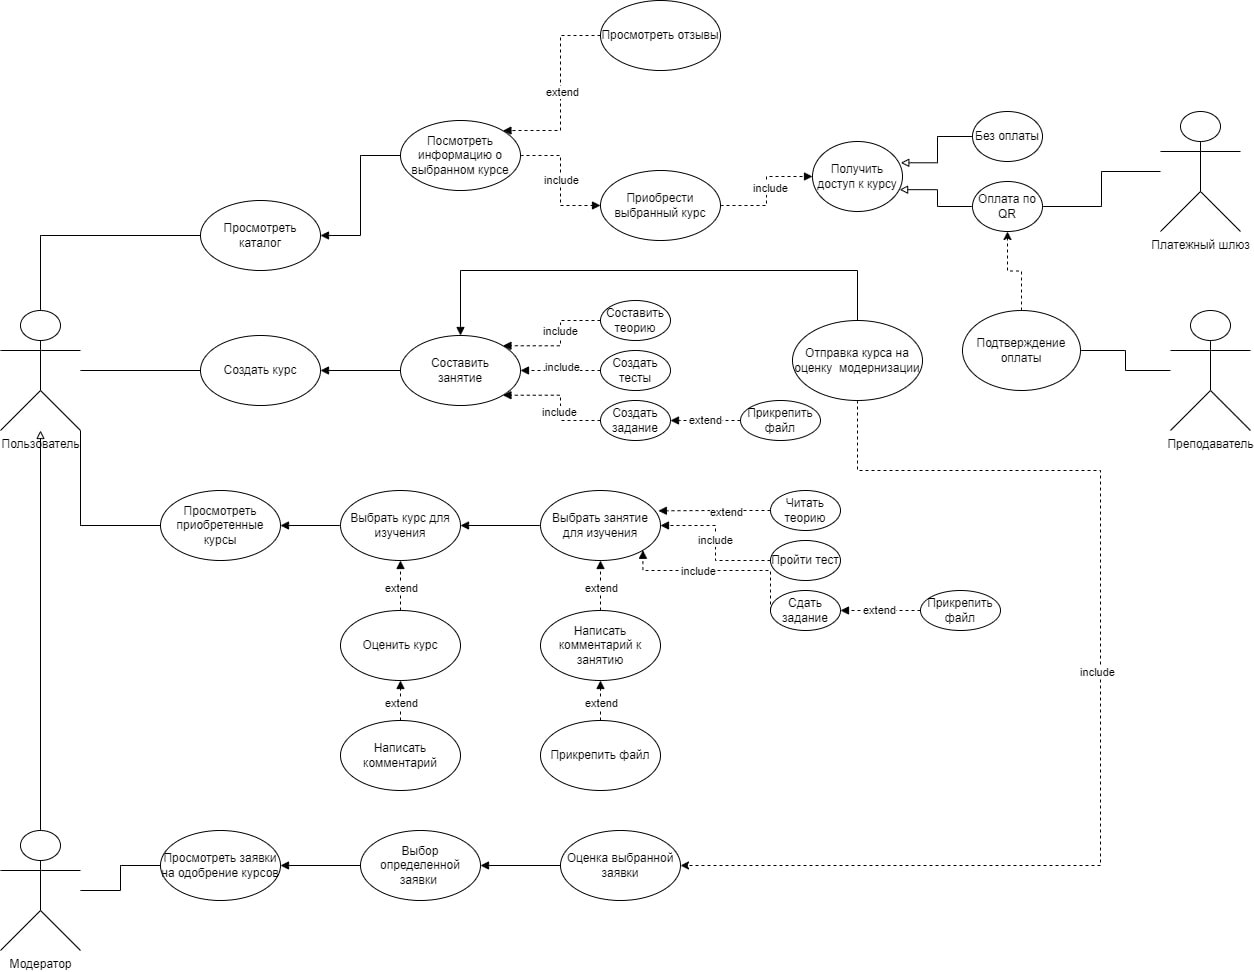 Просмотреть отзывы
extend
Посмотреть
информацию о
выбранном курсе
include
Приобрести
выбранный курс
include
Получить
доступ к курсу
Без оплаты
Оплата по
QR
Платежный шлюз
Просмотреть
каталог
Пользователь
Создать курс
Составить
занятие
include
Составить
теорию
include
Создать
тесты
include
Создать
задание
extend
Прикрепить
файл
Отправка курса на
оценку модернизации
Подтверждение
оплаты
Преподаватель
Просмотреть
приобретенные
курсы
Выбрать курс для
изучения
Выбрать занятие
для изучения
extend
Читать
теорию
include
Пройти тест
include
Сдать
задание
extend
Прикрепить
файл
extend
extend
Оценить курс
Написать
комментарий к
занятию
include
extend
extend
Написать
комментарий
Прикрепить файл
Просмотреть заявки
на одобрение курсов
Выбор
определенной
заявки
Оценка выбранной
заявки
Модератор